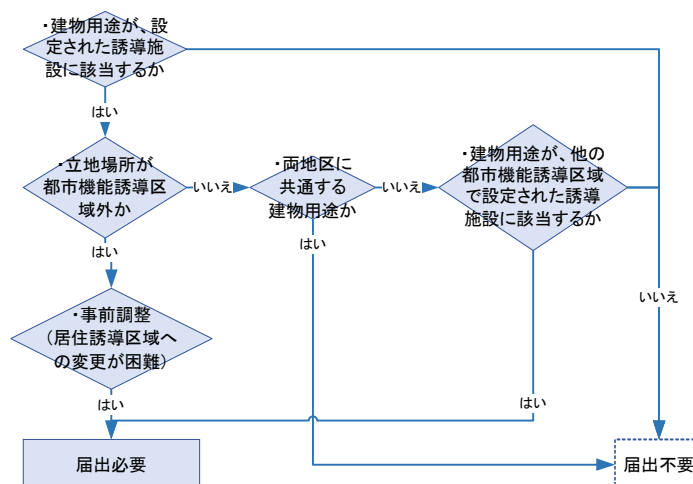 ・建物用途が、設
定された誘導施
設に該当するか
はい
・立地場所が
都市機能誘導区
域外か
いいえ
・両地区に
共通する
建物用途か
いいえ
・建物用途が、他の
都市機能誘導区域
で設定された誘導
施設に該当するか
はい
はい
いいえ
・事前調整
(居住誘導区域へ
の変更が困難)
はい
はい
届出必要
届出不要